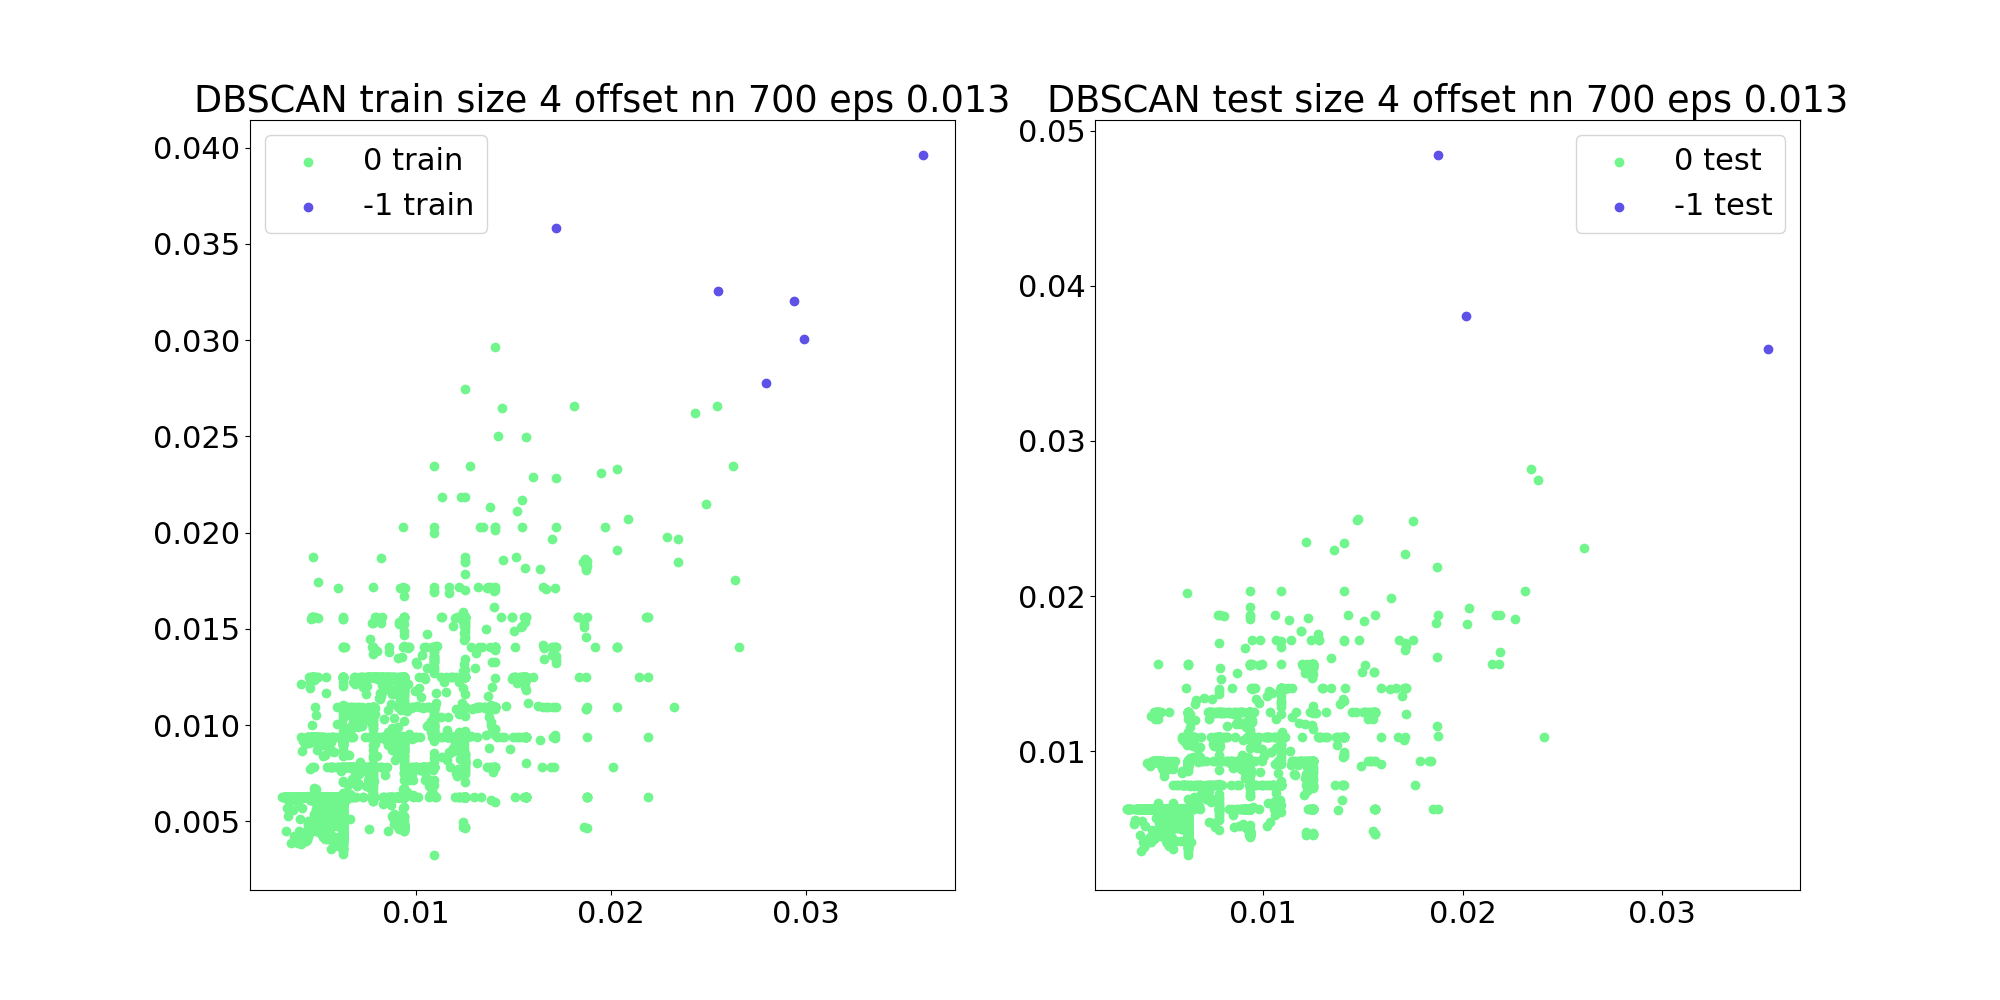 DBSCAN train size 4 offset nn 700 eps 0.013
0.040
0.035
0.030
0.025
0.020
0.015
0.010
0.005
0 train
-1 train
0.01 0.02 0.03
DBSCAN test size 4 offset nn 700 eps 0.013
0.05
0.04
0.03
0.02
0.01
0 test
-1 test
0.01 0.02 0.03